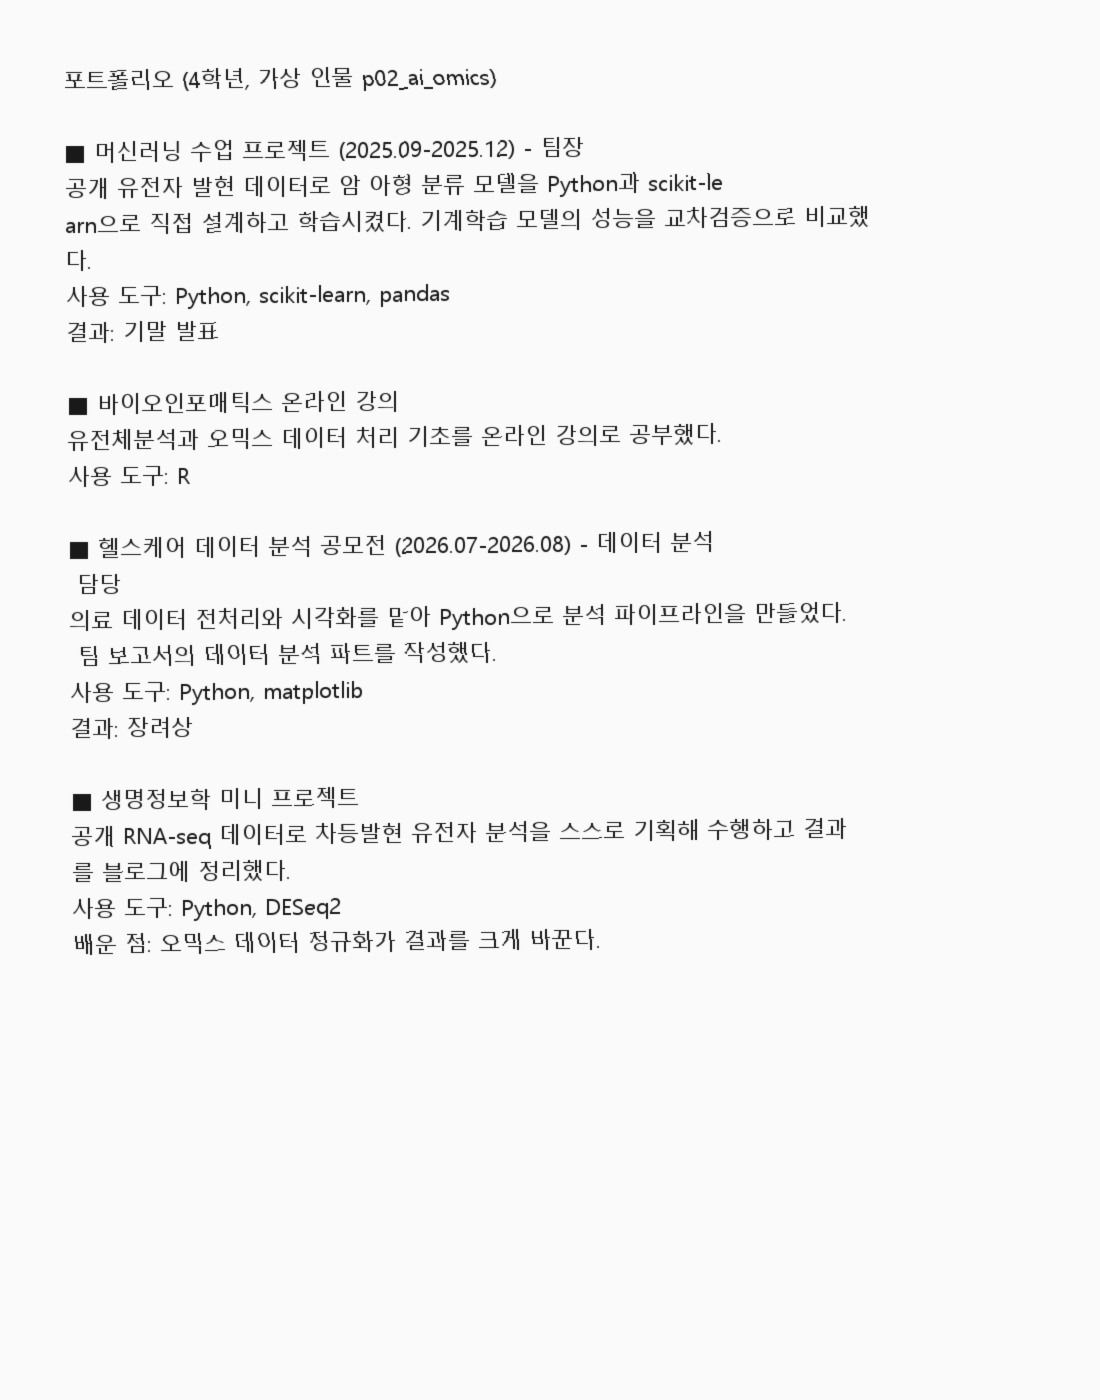 포트폴리오 (4학년, 가상 인물 p02_ai_omics)
■ 머신러닝 수업 프로젝트 (2025.09-2025.12) - 팀장
공개 유전자 발현 데이터로 암 아형 분류 모델을 Python과 scikit-le
arn으로 직접 설계하고 학습시켰다. 기계학습 모델의 성능을 교차검증으로 비교했
다.
사용 도구: Python, scikit-learn, pandas
결과: 기말 발표
■ 바이오인포매틱스 온라인 강의
유전체분석과 오믹스 데이터 처리 기초를 온라인 강의로 공부했다.
사용 도구: R
■ 헬스케어 데이터 분석 공모전 (2026.07-2026.08) - 데이터 분석
담당
의료 데이터 전처리와 시각화를 맡아 Python으로 분석 파이프라인을 만들었다.
팀 보고서의 데이터 분석 파트를 작성했다.
사용 도구: Python, matplotlib
결과: 장려상
■ 생명정보학 미니 프로젝트
공개 RNA-seq 데이터로 차등발현 유전자 분석을 스스로 기획해 수행하고 결과
를 블로그에 정리했다.
사용 도구: Python, DESeq2
배운 점: 오믹스 데이터 정규화가 결과를 크게 바꾼다.